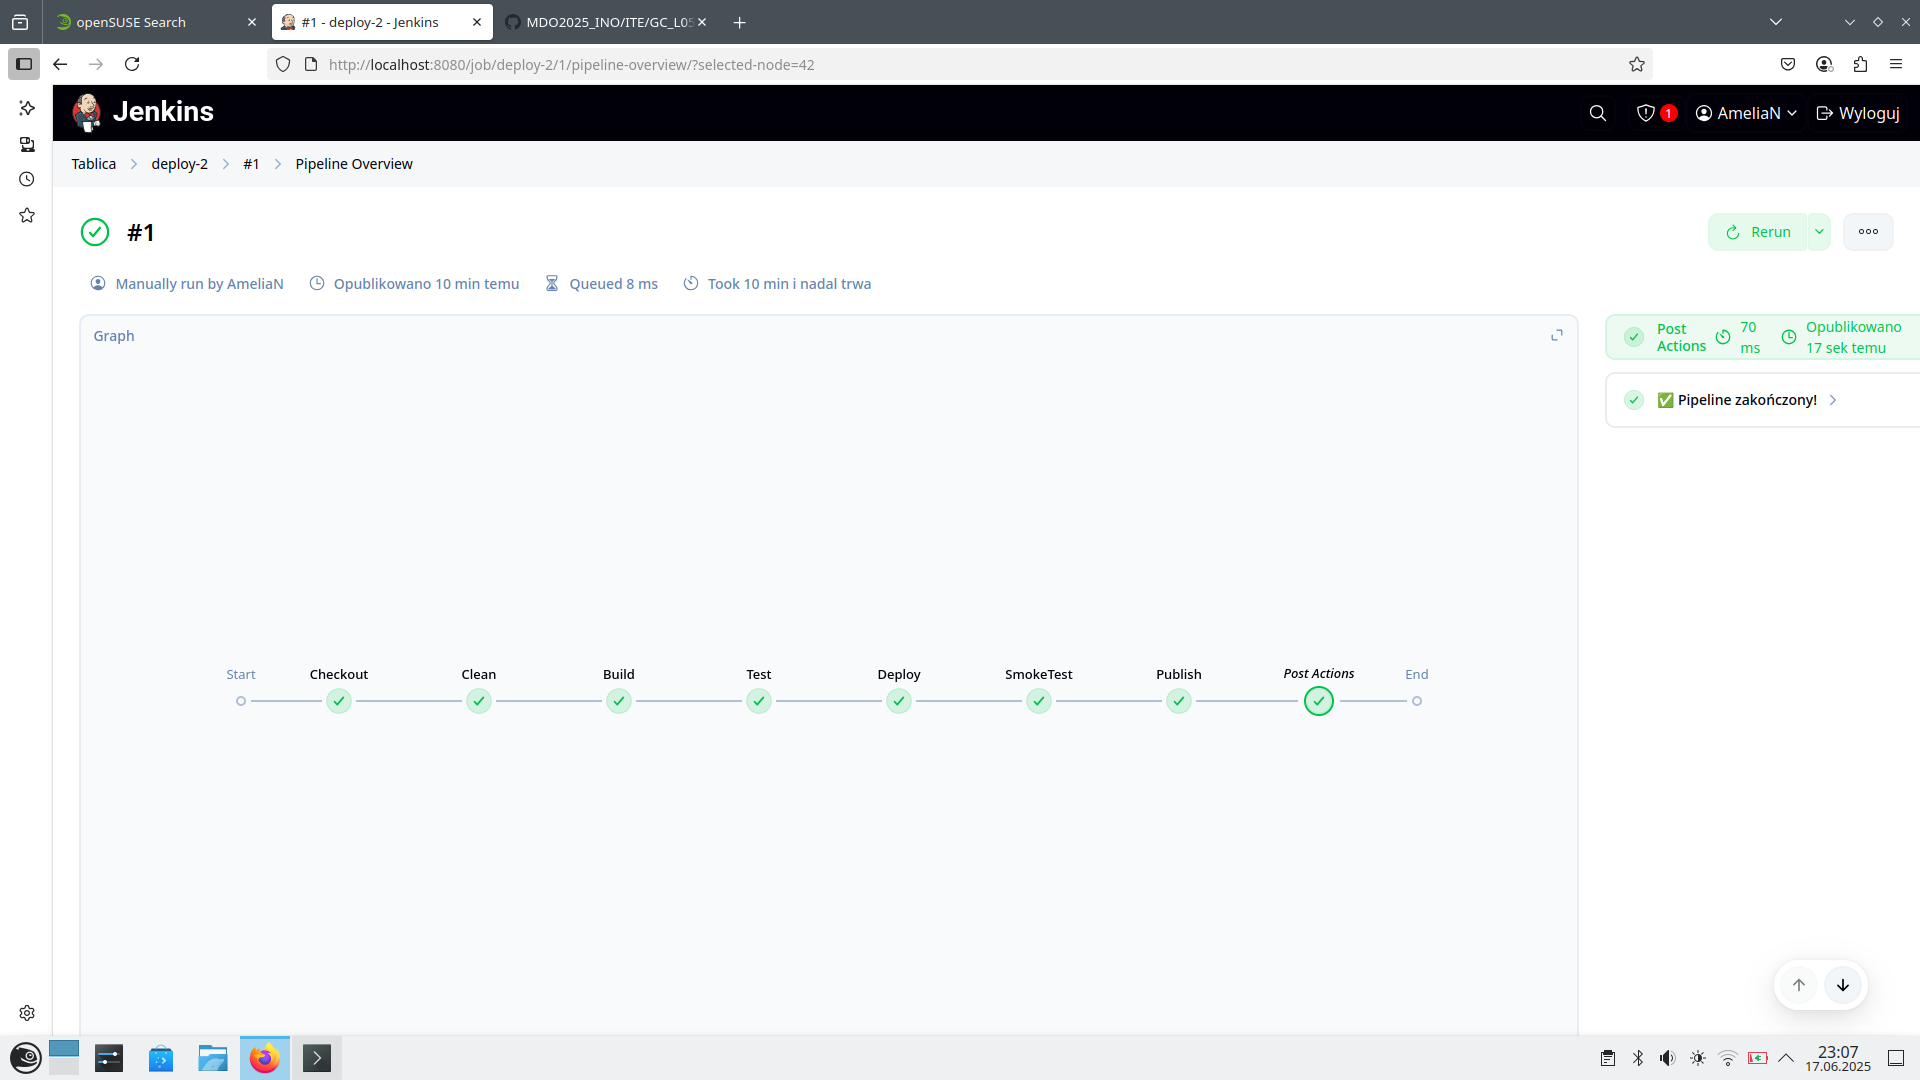 openSUSE Search
#1 - deploy-2 - Jenkins
MDO2025_INO/ITE/GC_L05
http://localhost:8080/job/deploy-2/1/pipeline-overview/?selected-node=42
Jenkins
1
AmeliaN
Wyloguj
Tablica
deploy-2
#1
Pipeline Overview
#1
Rerun
Manually run by AmeliaN
Opublikowano 10 min temu
Queued 8 ms
Took 10 min i nadal trwa
Graph
Post Actions
70 ms
Opublikowano 17 sek temu
✅ Pipeline zakończony!
Start
Checkout
Clean
Build
Test
Deploy
SmokeTest
Publish
Post Actions
End
23:07
17.06.2025